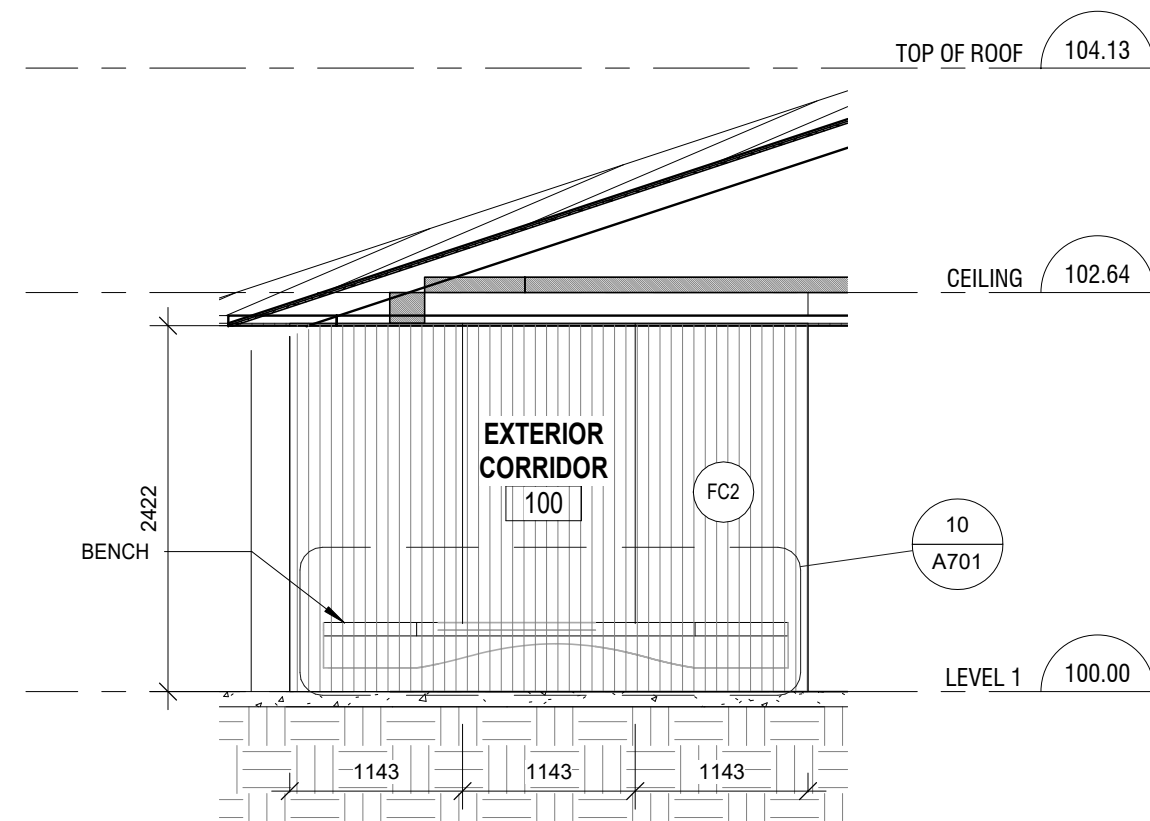 TOP OF ROOF 104.13
CEILING 102.64
EXTERIOR
CORRIDOR
100
FC2
2422
BENCH
10
A701
LEVEL 1 100.00
1143 1143 1143